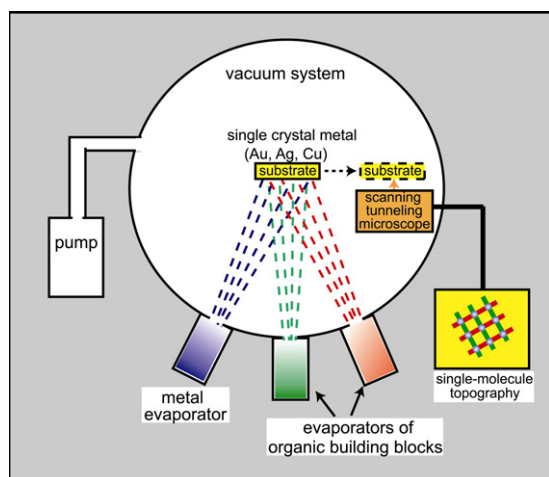 vacuum system
single crystal metal
(Au, Ag, Cu)
substrate
substrate
scanning
tunneling
microscope
pump
metal
evaporator
evaporators of
organic building blocks
single-molecule
topography